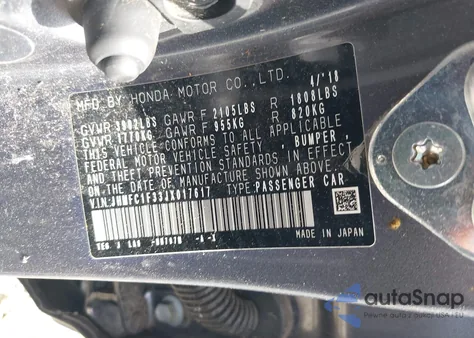 MFD BY HONDA MOTOR CO.,LTD. 4/'18
GVWR LBS GAWR F 2105LBS R 1808LBS
GVWR KG GAWR F 955KG R 820KG
THIS VEHICLE CONFORMS TO ALL APPLICABLE
FEDERAL MOTOR VEHICLE SAFETY, BUMPER,
AND THEFT PREVENTION STANDARDS IN EFFECT
ON THE DATE OF MANUFACTURE SHOWN ABOVE.
TYPE:PASSENGER CAR
MADE IN JAPAN
autoSnap